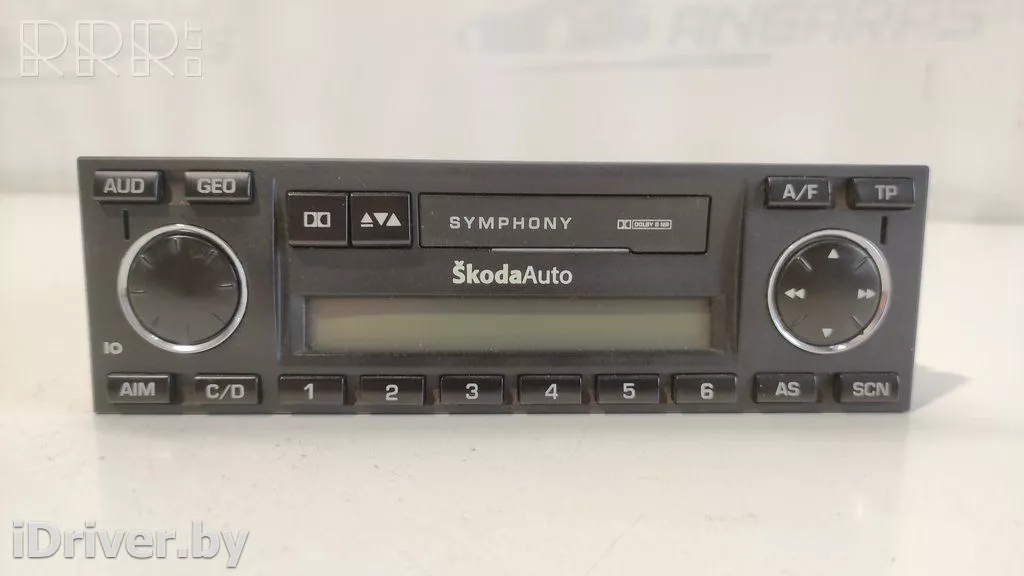 RRR.LT
ANGARAS
AUD GEO
A/F TP
SYMPHONY
DOLBY B NR
ŠkodaAuto
IO
AIM C/D 1 2 3 4 5 6 AS SCN
iDriver.by